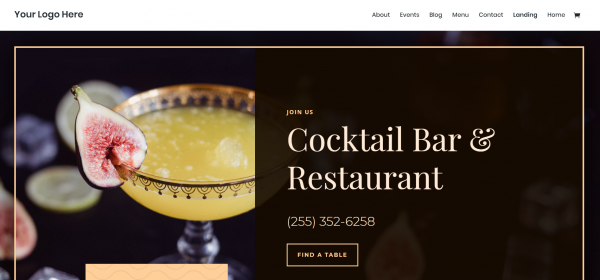 Your Logo Here
About Events Blog Menu Contact Landing Home
JOIN US
Cocktail Bar &
Restaurant
(255) 352-6258
FIND A TABLE